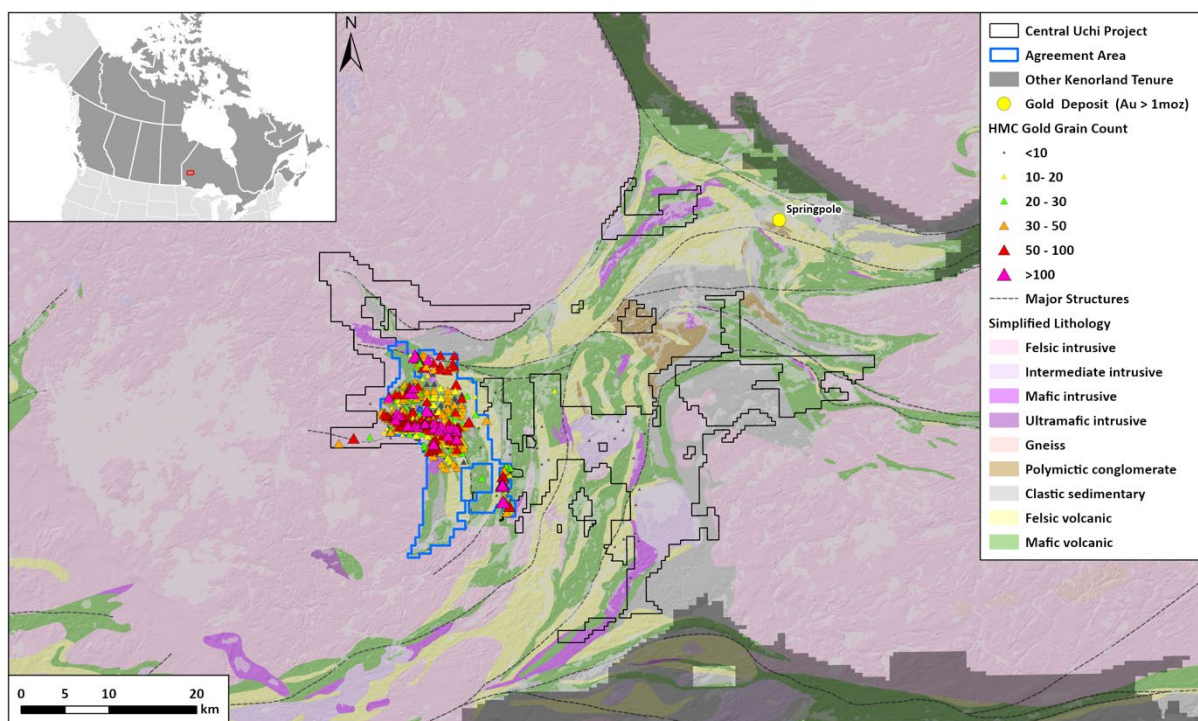 N
Springpole
0 5 10 20
km
Central Uchi Project
Agreement Area
Other Kenorland Tenure
Gold Deposit (Au > 1moz)
HMC Gold Grain Count
<10
10- 20
20 - 30
30 - 50
50 - 100
>100
Major Structures
Simplified Lithology
Felsic intrusive
Intermediate intrusive
Mafic intrusive
Ultramafic intrusive
Gneiss
Polymictic conglomerate
Clastic sedimentary
Felsic volcanic
Mafic volcanic